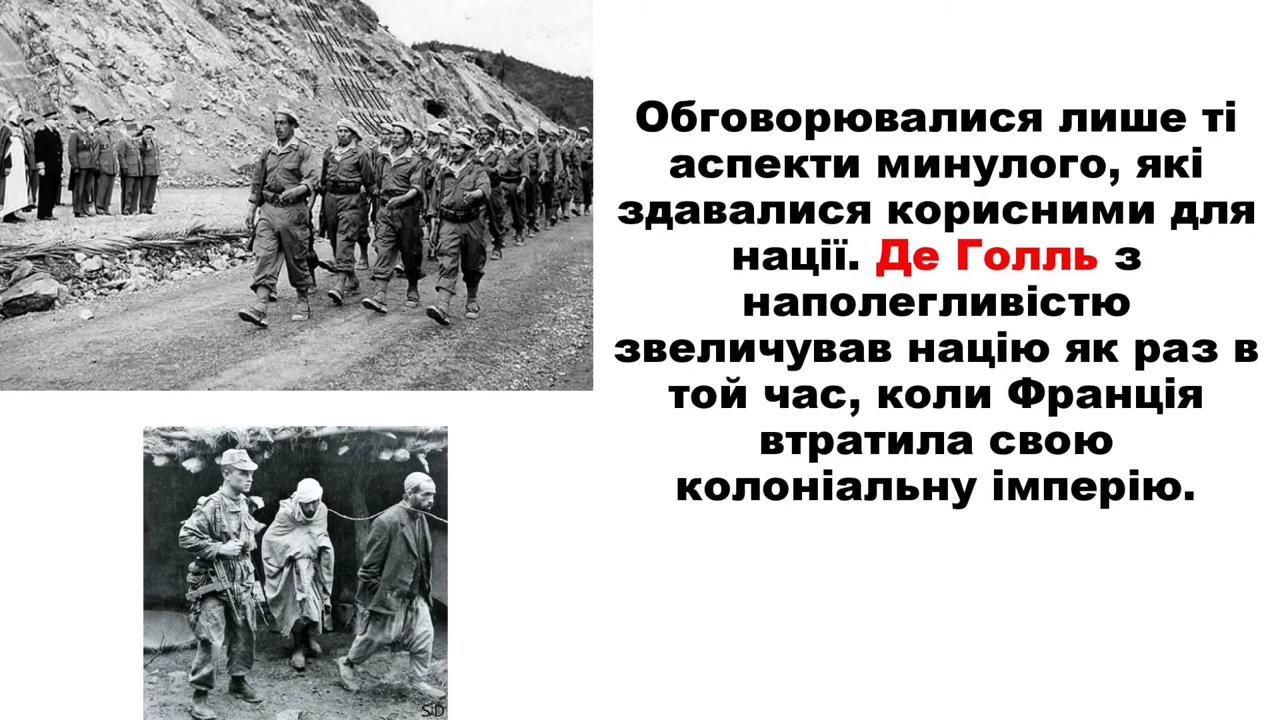 Обговорювалися лише ті
аспекти минулого, які
здавалися корисними для
нації. Де Голль з
наполегливістю
звеличував націю як раз в
той час, коли Франція
втратила свою
колоніальну імперію.
SiD